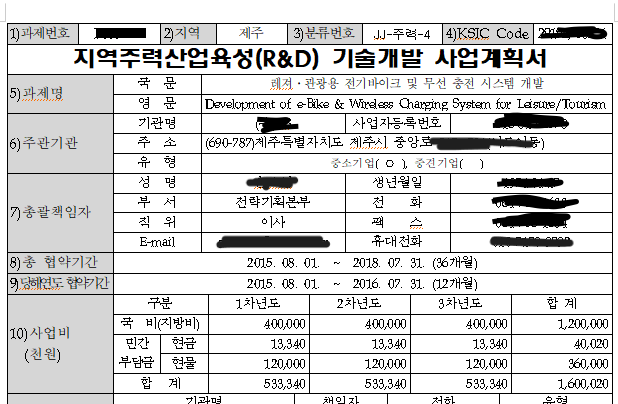 1)과제번호 2)지역 제주 3)분류번호 JJ-주력-4 4)KSIC Code
지역주력산업육성(R&D) 기술개발 사업계획서
5)과제명 국 문 레저·관광용 전기바이크 및 무선 충전 시스템 개발
영 문 Development of e-Bike & Wireless Charging System for Leisure/Tourism
6)주관기관 기관명 사업자등록번호
주 소 (690-787)제주특별자치도 제주시 중앙로
유 형 중소기업( O ), 중견기업( )
7)총괄책임자 성 명 생년월일
부 서 전략기획본부 전 화
직 위 이사 팩 스
E-mail 휴대전화
8)총 협약기간 2015. 08. 01. ~ 2018. 07. 31. (36개월)
9)당해연도 협약기간 2015. 08. 01. ~ 2016. 07. 31. (12개월)
10)사업비 (천원) 구분 1차년도 2차년도 3차년도 합 계
국 비(지방비) 400,000 400,000 400,000 1,200,000
민간 부담금 현금 13,340 13,340 13,340 40,020
현물 120,000 120,000 120,000 360,000
합 계 533,340 533,340 533,340 1,600,020
기관명 책임자 전화 유형